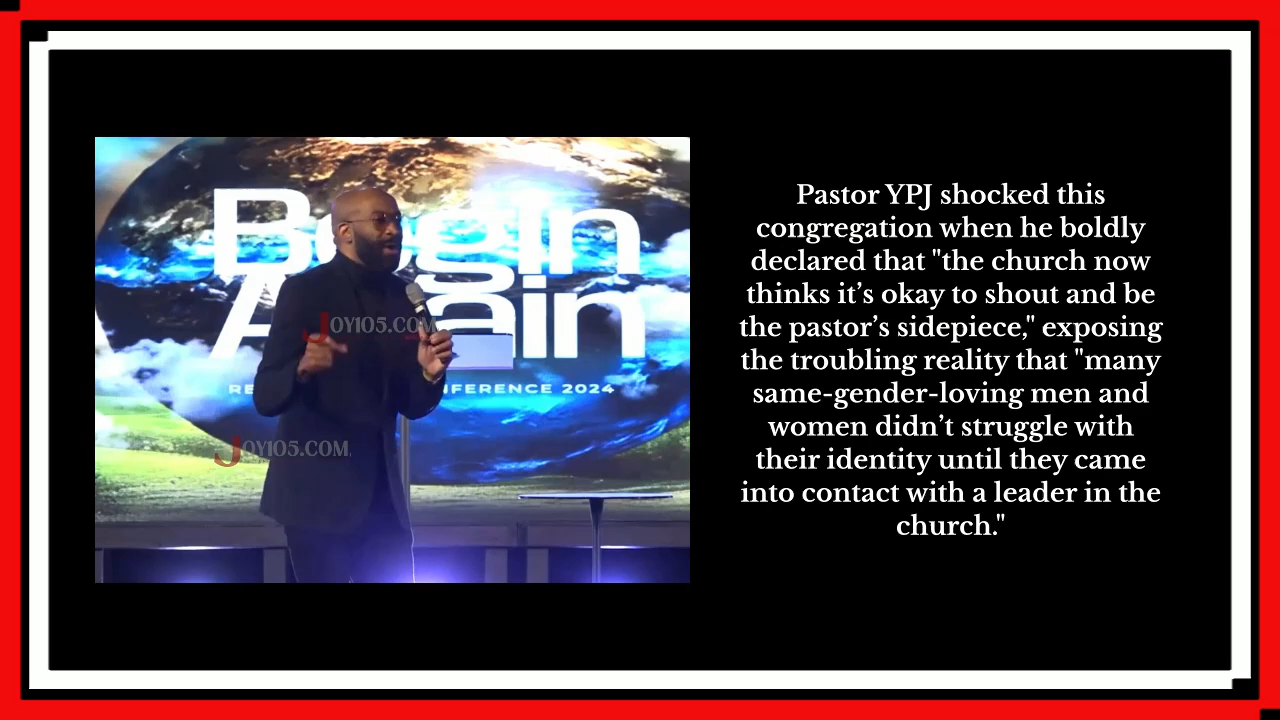 Begin
Again
RE
NFERENCE 2024
JOY105.COM
JOY105.COM
Pastor YPJ shocked this
congregation when he boldly
declared that "the church now
thinks it’s okay to shout and be
the pastor’s sidepiece," exposing
the troubling reality that "many
same-gender-loving men and
women didn’t struggle with
their identity until they came
into contact with a leader in the
church."